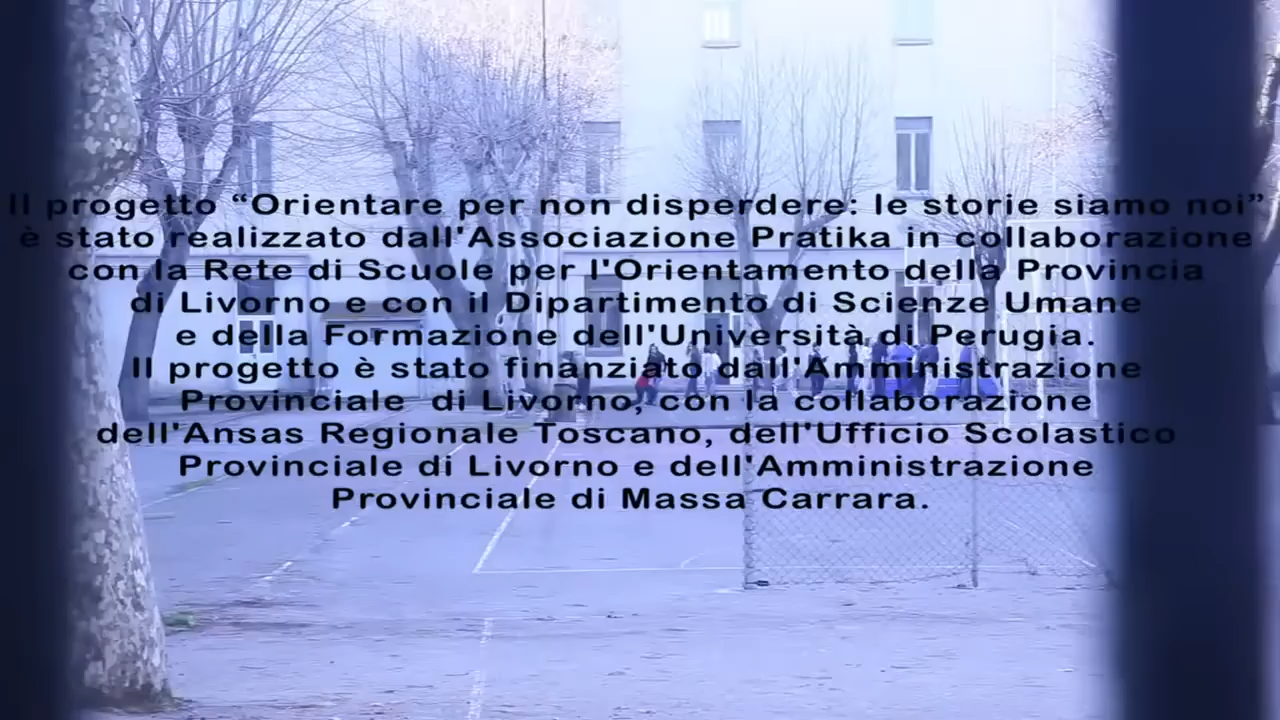 Il progetto “Orientare per non disperdere: le storie siamo noi”
è stato realizzato dall'Associazione Pratika in collaborazione
con la Rete di Scuole per l'Orientamento della Provincia
di Livorno e con il Dipartimento di Scienze Umane
e della Formazione dell'Università di Perugia.
Il progetto è stato finanziato dall'Amministrazione
Provinciale  di Livorno, con la collaborazione
dell'Ansas Regionale Toscano, dell'Ufficio Scolastico
Provinciale di Livorno e dell'Amministrazione
Provinciale di Massa Carrara.